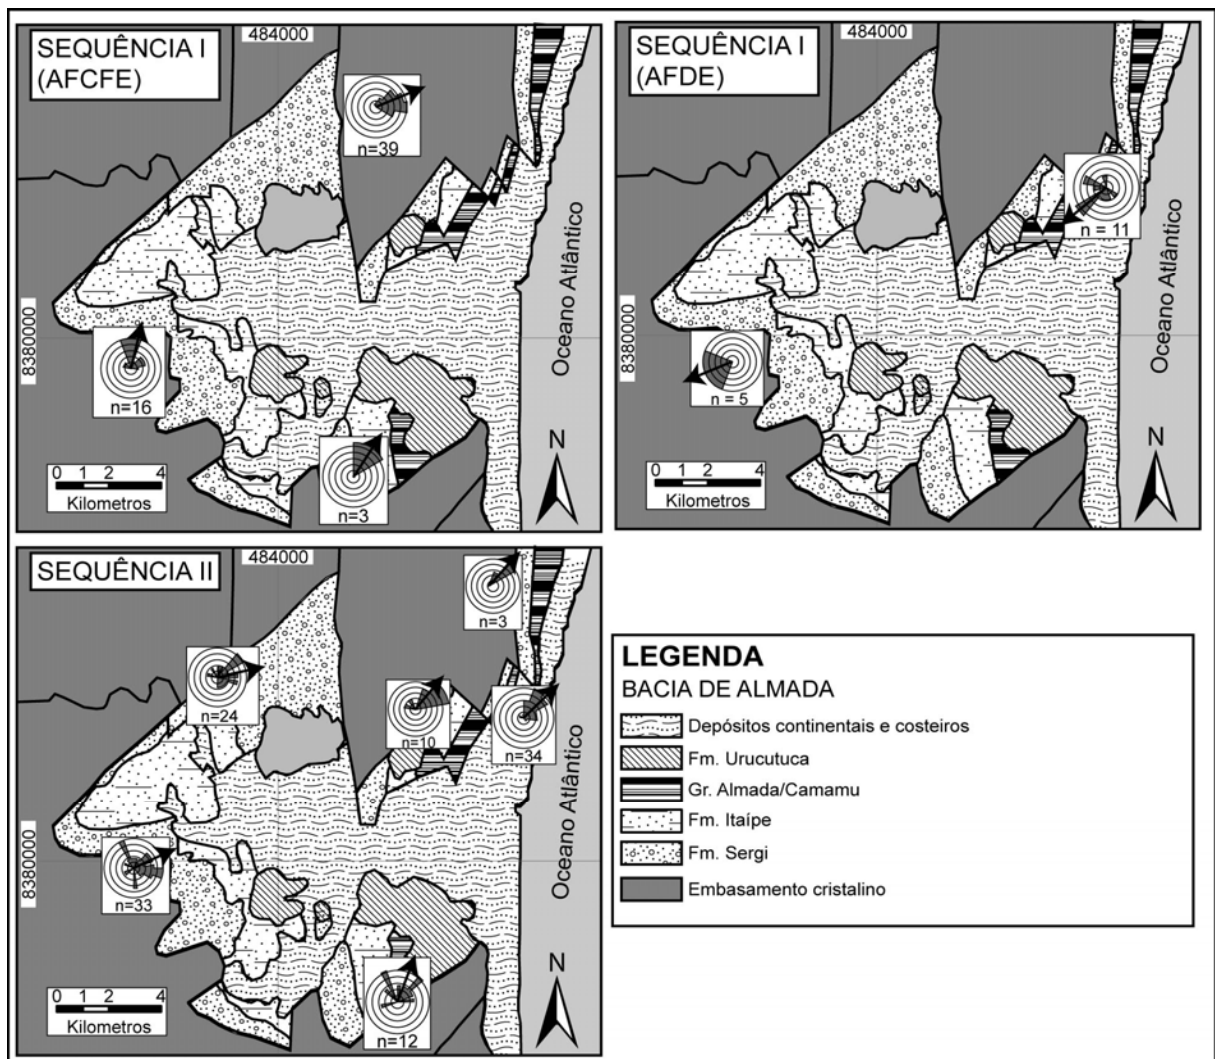 SEQUÊNCIA I
(AFCFE)
484000
n=39
8380000
n=16
n=3
Oceano Atlântico
0 1 2 4
Kilometros
N
SEQUÊNCIA I
(AFDE)
484000
n = 11
8380000
n = 5
Oceano Atlântico
0 1 2 4
Kilometros
N
SEQUÊNCIA II
484000
n=3
n=24
n=10
n=34
8380000
n=33
n=12
Oceano Atlântico
0 1 2 4
Kilometros
N
LEGENDA
BACIA DE ALMADA
Depósitos continentais e costeiros
Fm. Urucutuca
Gr. Almada/Camamu
Fm. Itaípe
Fm. Sergi
Embasamento cristalino